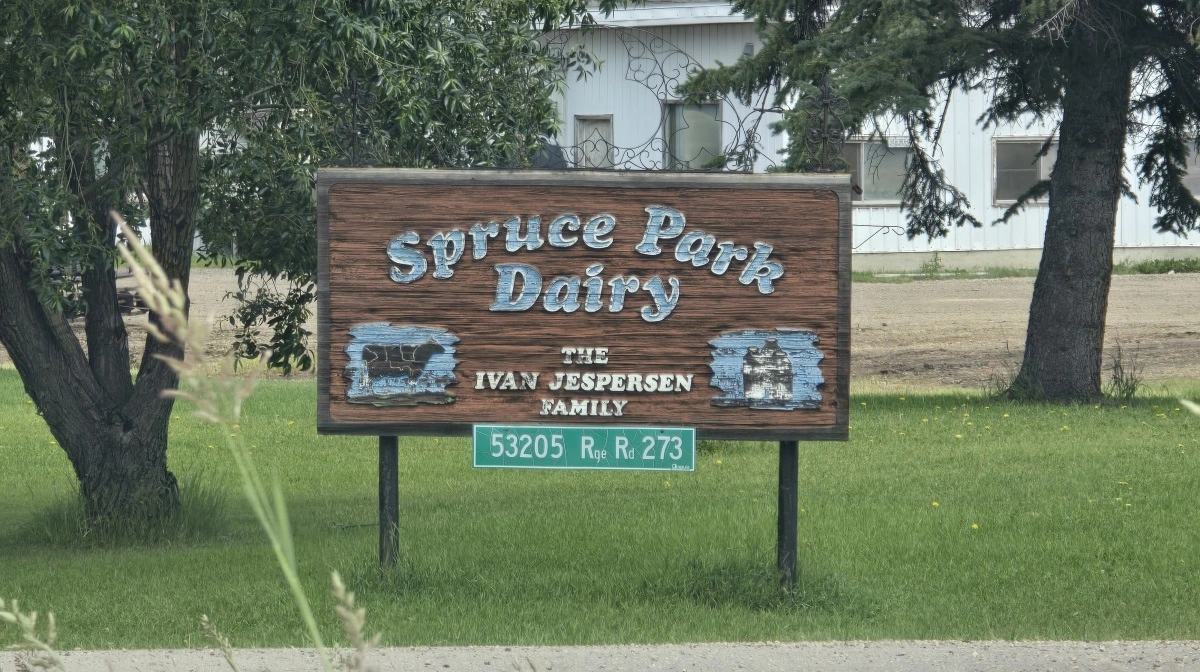 Spruce Park
Dairy
THE
IVAN JESPERSEN
FAMILY
53205 Rge Rd 273